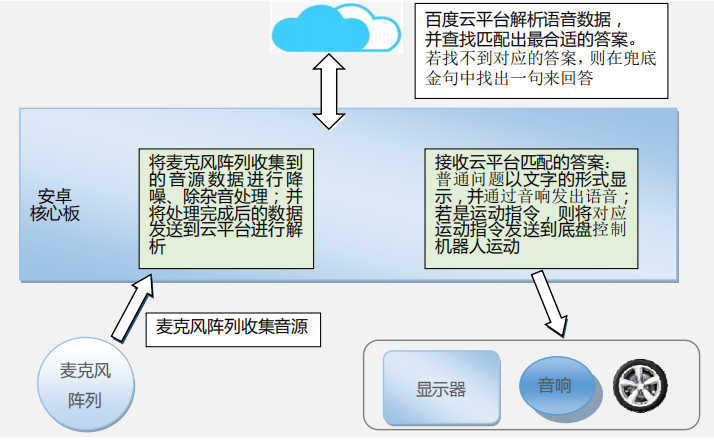 百度云平台解析语音数据，
并查找匹配出最合适的答案。
若找不到对应的答案，则在兜底
金句中找出一句来回答
安卓
核心板
将麦克风阵列收集到
的音源数据进行降
噪、除杂音处理；并
将处理完成后的数据
发送到云平台进行解
析
接收云平台匹配的答案：
普通问题以文字的形式显
示，并通过音响发出语音；
若是运动指令，则将对应
运动指令发送到底盘控制
机器人运动
麦克风阵列收集音源
麦克风
阵列
显示器
音响